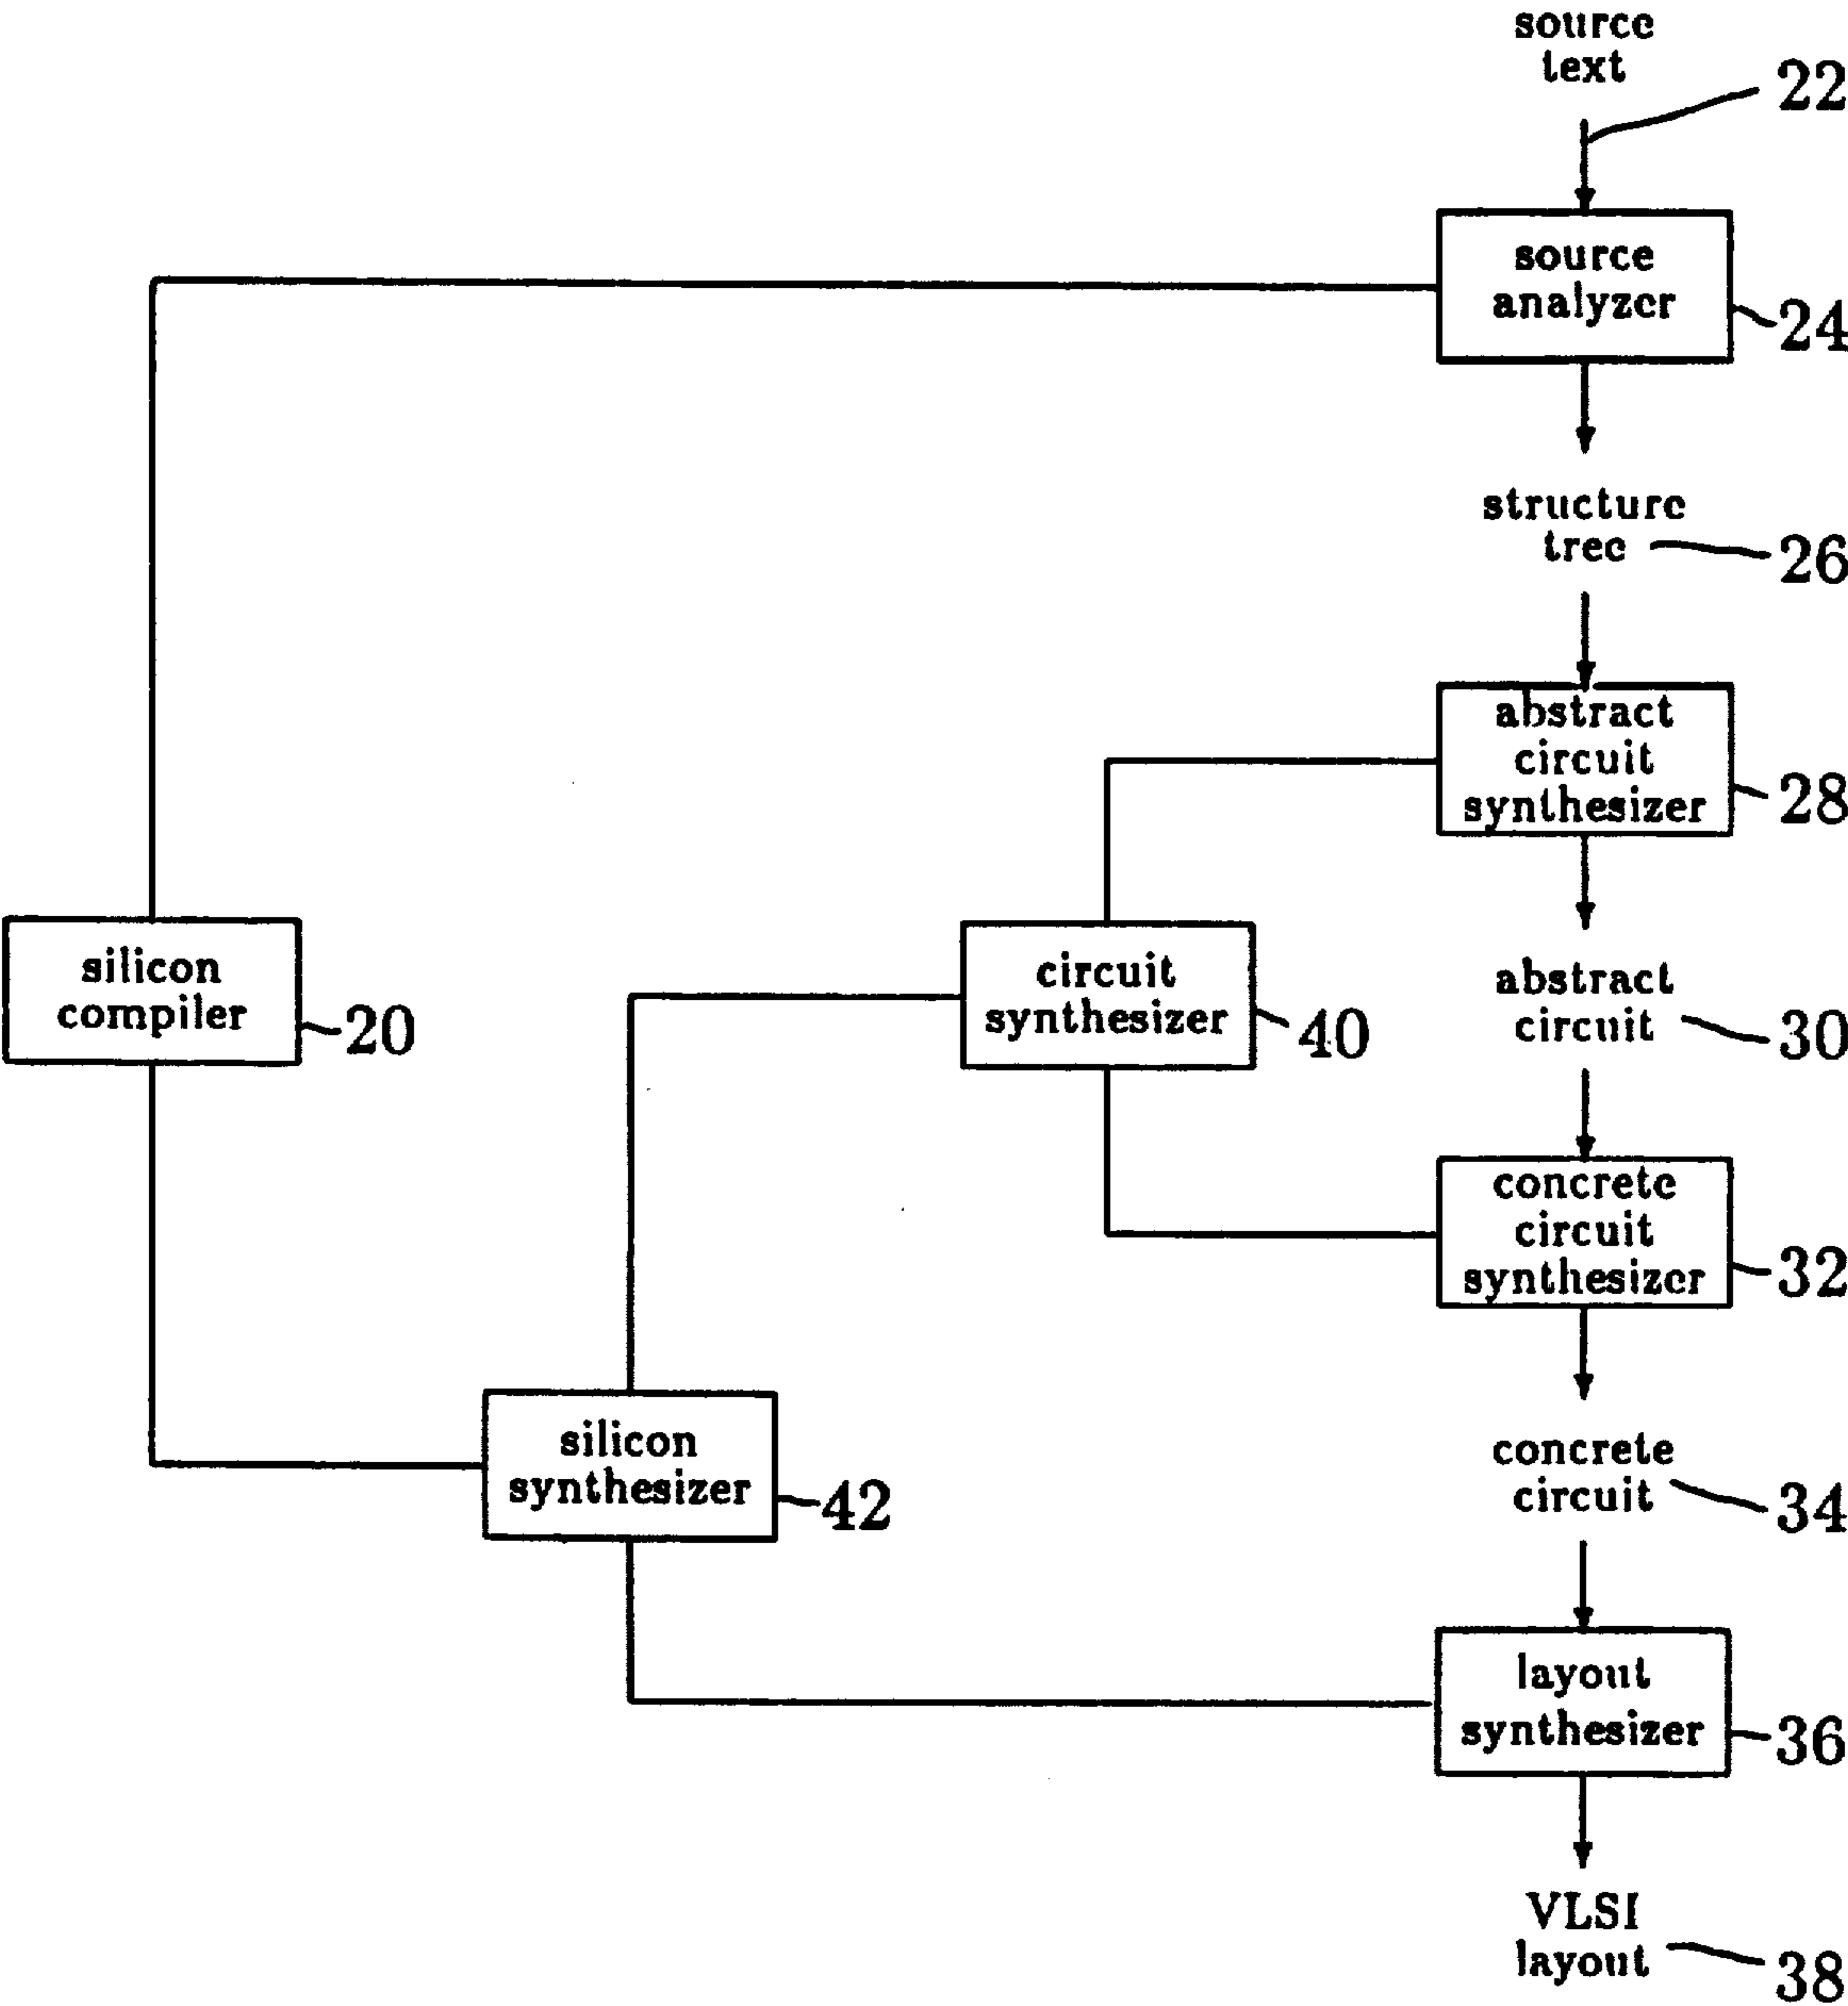 source
text
22
source
analyzer
24
structure
tree
26
abstract
circuit
synthesizer
28
silicon
compiler
20
circuit
synthesizer
40
abstract
circuit
30
concrete
circuit
synthesizer
32
silicon
synthesizer
42
concrete
circuit
34
layout
synthesizer
36
VLSI
layout
38